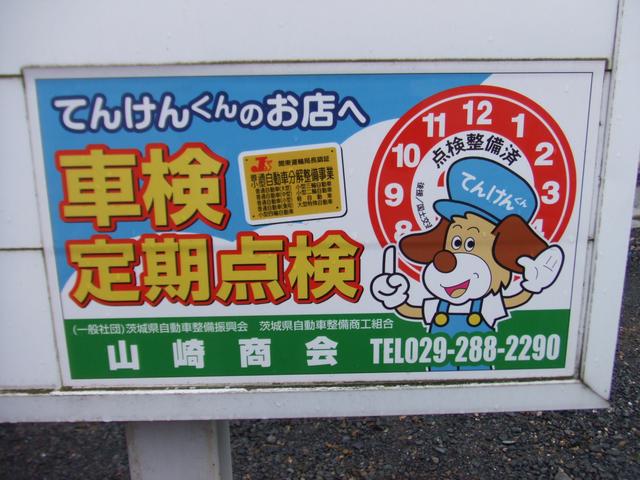 てんけんくんのお店へ
車検
定期点検
J's
関東運輸局長認証
普通自動車分解整備事業
12
1
2
3
8
9
10
11
点検整備済
てんけんくん
(一般社団)茨城県自動車整備振興会 茨城県自動車整備商工組合
山崎商会 TEL029-288-2290